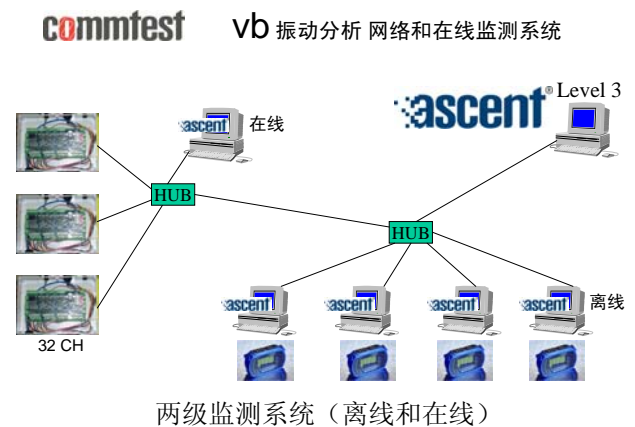 commtest
vb 振动分析 网络和在线监测系统
ascent® Level 3
ascent 在线
HUB
HUB
ascent
ascent
ascent
ascent 离线
32 CH
两级监测系统（离线和在线）